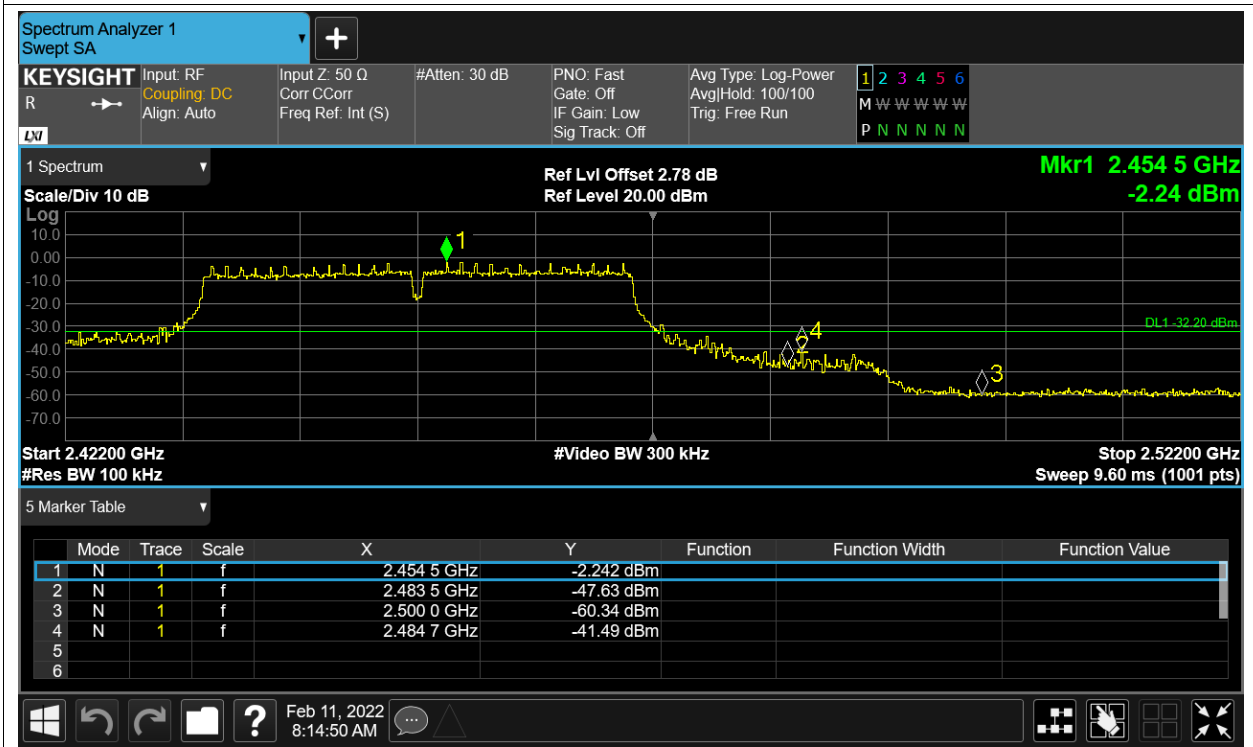 Spectrum Analyzer 1
Swept SA
+
KEYSIGHT Input: RF Input Z: 50 Ω #Atten: 30 dB PNO: Fast Avg Type: Log-Power 1 2 3 4 5 6
R Coupling: DC Corr CCorr Gate: Off Avg|Hold: 100/100 M W W W W W W
Align: Auto Freq Ref: Int (S) IF Gain: Low Trig: Free Run
LXI Sig Track: Off P N N N N N N
1 Spectrum Ref Lvl Offset 2.78 dB Mkr1 2.454 5 GHz
Scale/Div 10 dB Ref Level 20.00 dBm -2.24 dBm
Log
10.0
1
0.00
-10.0
-20.0
-30.0 DL1 -32.20 dBm
4
-40.0 2
-50.0 3
-60.0
-70.0
Start 2.42200 GHz #Video BW 300 kHz Stop 2.52200 GHz
#Res BW 100 kHz Sweep 9.60 ms (1001 pts)
5 Marker Table
Mode Trace Scale X Y Function Function Width Function Value
1 N 1 f 2.454 5 GHz -2.242 dBm
2 N 1 f 2.483 5 GHz -47.63 dBm
3 N 1 f 2.500 0 GHz -60.34 dBm
4 N 1 f 2.484 7 GHz -41.49 dBm
5
6
? Feb 11, 2022
8:14:50 AM